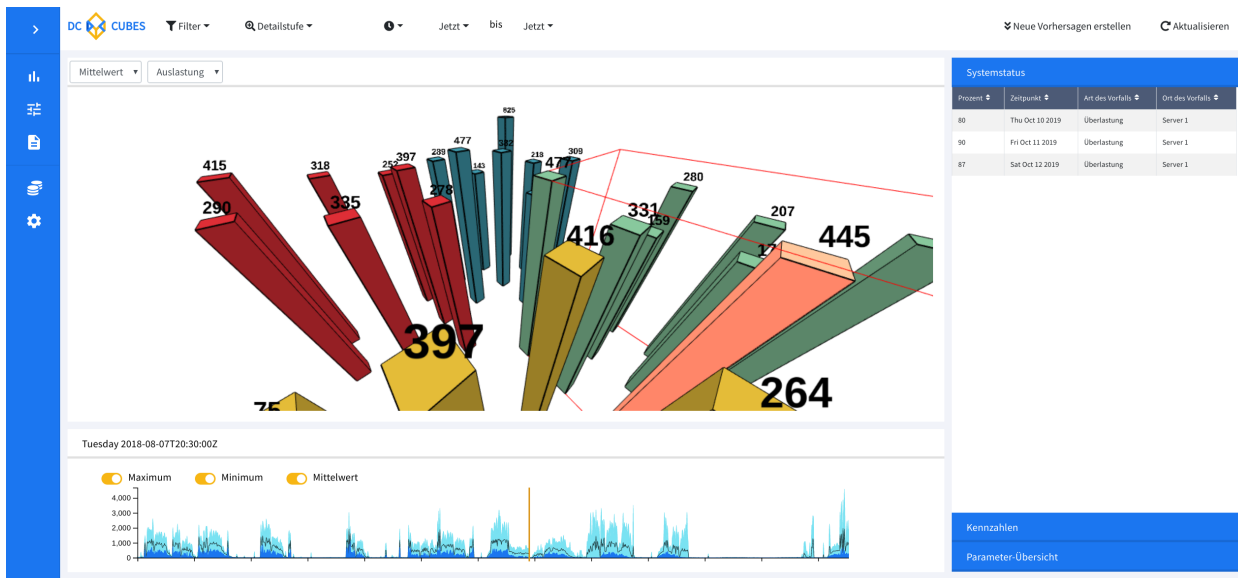 DC CUBES Filter Detailstufe Jetzt bis Jetzt Neue Vorhersagen erstellen Aktualisieren
Mittelwert Auslastung
825
415 318 252 397 289 477 143 342 218 477 309 280
290 335 278 331 159 207
416 445
397
75 264
Tuesday 2018-08-07T20:30:00Z
Maximum Minimum Mittelwert
4,000
3,000
2,000
1,000
0
Systemstatus
Prozent Zeitpunkt Art des Vorfalls Ort des Vorfalls
80 Thu Oct 10 2019 Überlastung Server 1
90 Fri Oct 11 2019 Überlastung Server 1
87 Sat Oct 12 2019 Überlastung Server 1
Kennzahlen
Parameter-Übersicht